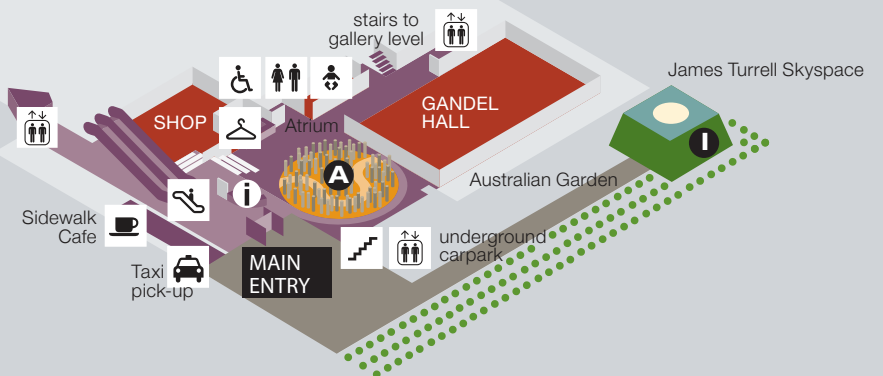 stairs to
gallery level
James Turrell Skyspace
GANDEL
HALL
SHOP
Atrium
I
A
Australian Garden
i
Sidewalk
Cafe
underground
carpark
Taxi
pick-up
MAIN
ENTRY